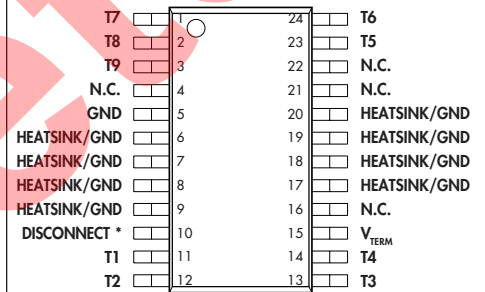 T7 1 24 T6
T8 2 23 T5
T9 3 22 N.C.
N.C. 4 21 N.C.
GND 5 20 HEATSINK/GND
HEATSINK/GND 6 19 HEATSINK/GND
HEATSINK/GND 7 18 HEATSINK/GND
HEATSINK/GND 8 17 HEATSINK/GND
HEATSINK/GND 9 16 N.C.
DISCONNECT * 10 15 VTERM
T1 11 14 T4
T2 12 13 T3